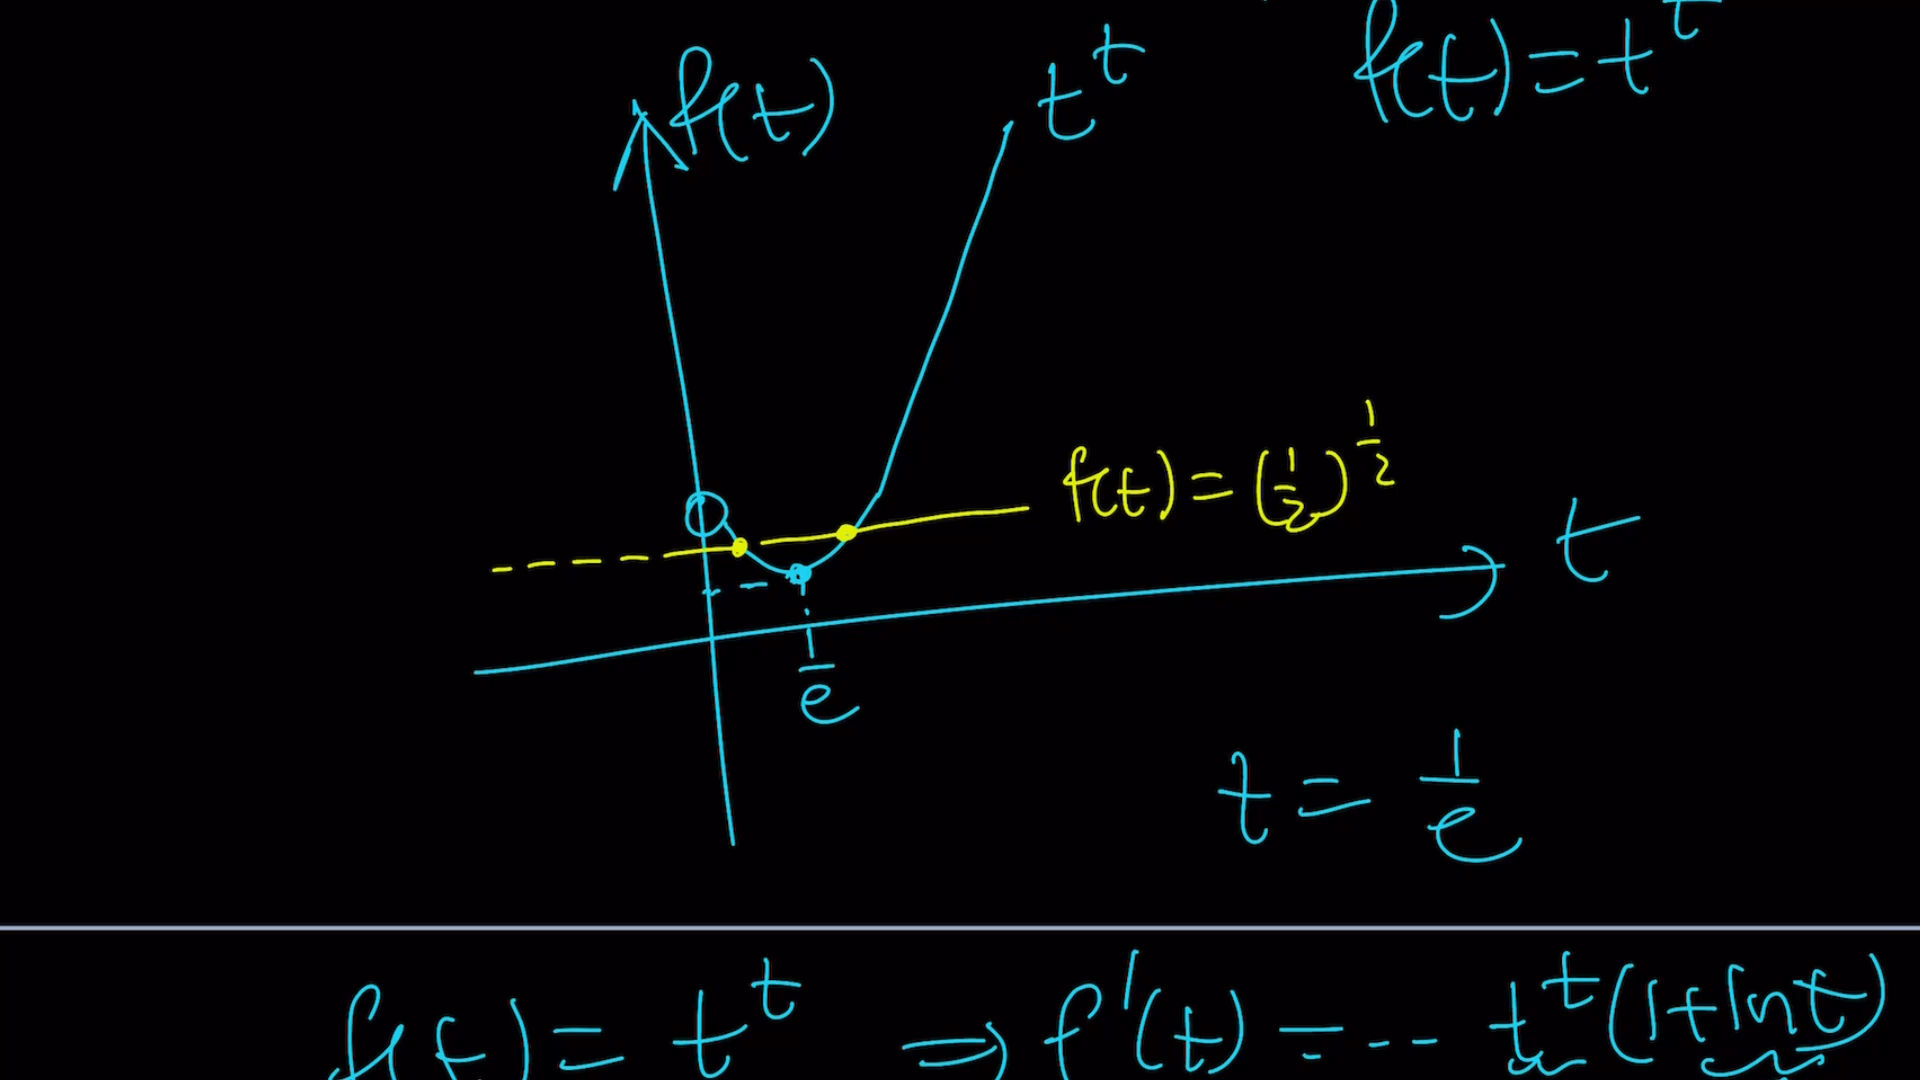 f(t)
t^t
f(t) = t^t
f(t) = (1/2)^(1/2)
t
1/e
t = 1/e
f(t) = t^t ⇒ f'(t) = ... t^t (1 + ln t)